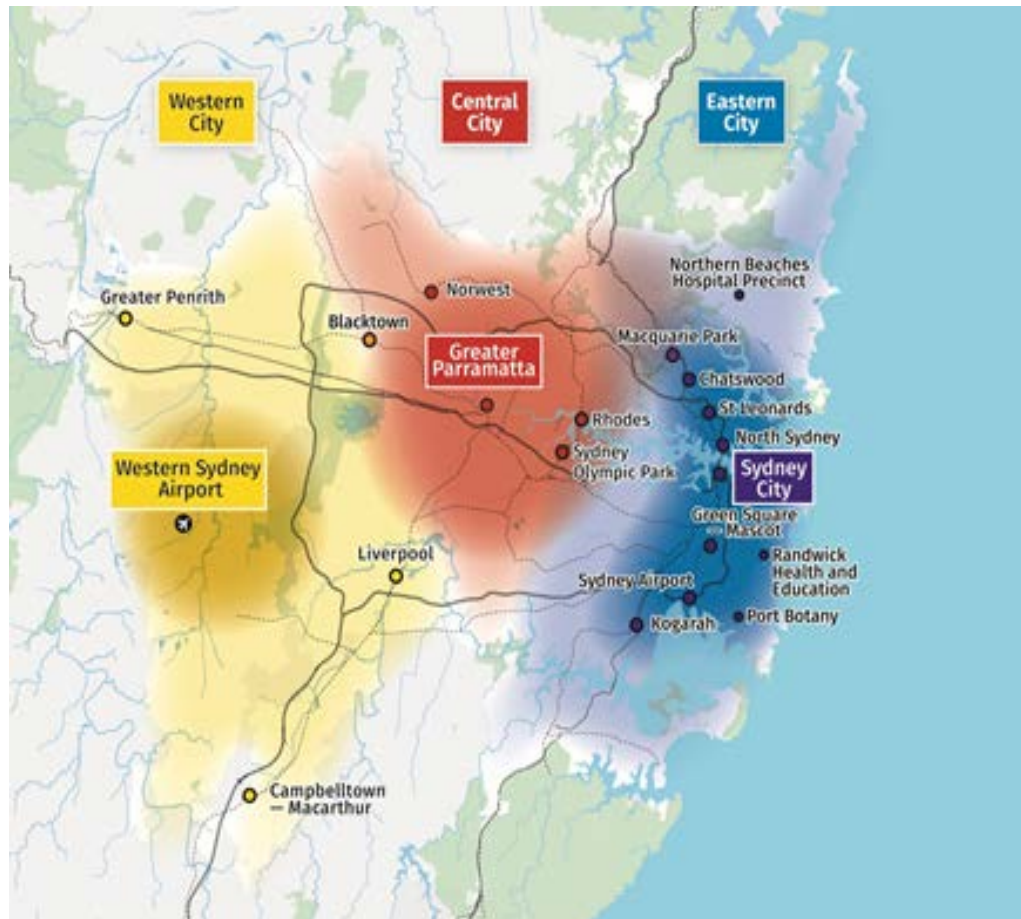 Western
City
Central
City
Eastern
City
Northern Beaches
Hospital Precinct
Greater Penrith
Norwest
Blacktown
Greater
Parramatta
Macquarie Park
Chatswood
St Leonards
Rhodes
North Sydney
Sydney
Olympic Park
Sydney
City
Western Sydney
Airport
Green Square
— Mascot
Liverpool
Randwick
Health and
Education
Sydney Airport
Port Botany
Kogarah
Campbelltown
— Macarthur